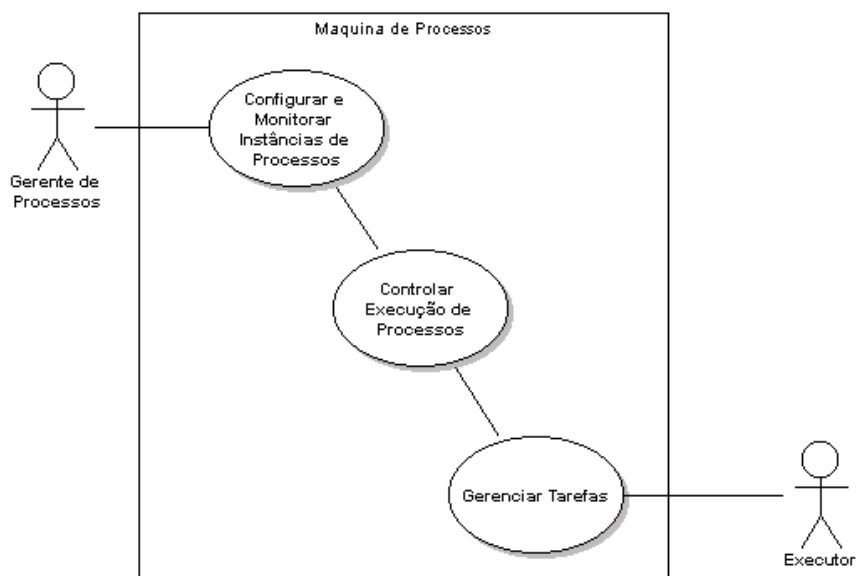 Maquina de Processos
Configurar e
Monitorar
Instâncias de
Processos
Gerente de
Processos
Controlar
Execução de
Processos
Gerenciar Tarefas
Executor